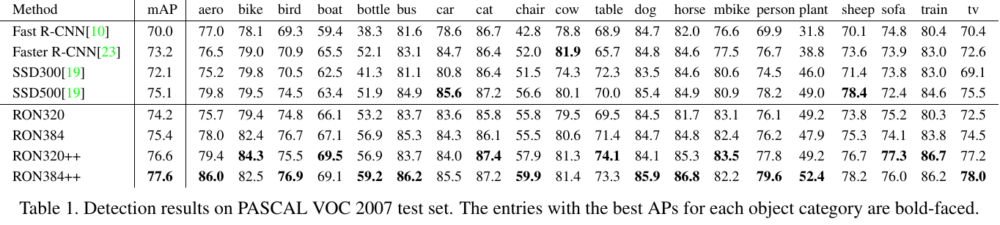 Method mAP aero bike bird boat bottle bus car cat chair cow table dog horse mbike person plant sheep sofa train tv
Fast R-CNN[10] 70.0 77.0 78.1 69.3 59.4 38.3 81.6 78.6 86.7 42.8 78.8 68.9 84.7 82.0 76.6 69.9 31.8 70.1 74.8 80.4 70.4
Faster R-CNN[23] 73.2 76.5 79.0 70.9 65.5 52.1 83.1 84.7 86.4 52.0 81.9 65.7 84.8 84.6 77.5 76.7 38.8 73.6 73.9 83.0 72.6
SSD300[19] 72.1 75.2 79.8 70.5 62.5 41.3 81.1 80.8 86.4 51.5 74.3 72.3 83.5 84.6 80.6 74.5 46.0 71.4 73.8 83.0 69.1
SSD500[19] 75.1 79.8 79.5 74.5 63.4 51.9 84.9 85.6 87.2 56.6 80.1 70.0 85.4 84.9 80.9 78.2 49.0 78.4 72.4 84.6 75.5
RON320 74.2 75.7 79.4 74.8 66.1 53.2 83.7 83.6 85.8 55.8 79.5 69.5 84.5 81.7 83.1 76.1 49.2 73.8 75.2 80.3 72.5
RON384 75.4 78.0 82.4 76.7 67.1 56.9 85.3 84.3 86.1 55.5 80.6 71.4 84.7 84.8 82.4 76.2 47.9 75.3 74.1 83.8 74.5
RON320++ 76.6 79.4 84.3 75.5 69.5 56.9 83.7 84.0 87.4 57.9 81.3 74.1 84.1 85.3 83.5 77.8 49.2 76.7 77.3 86.7 77.2
RON384++ 77.6 86.0 82.5 76.9 69.1 59.2 86.2 85.5 87.2 59.9 81.4 73.3 85.9 86.8 82.2 79.6 52.4 78.2 76.0 86.2 78.0
Table 1. Detection results on PASCAL VOC 2007 test set. The entries with the best APs for each object category are bold-faced.